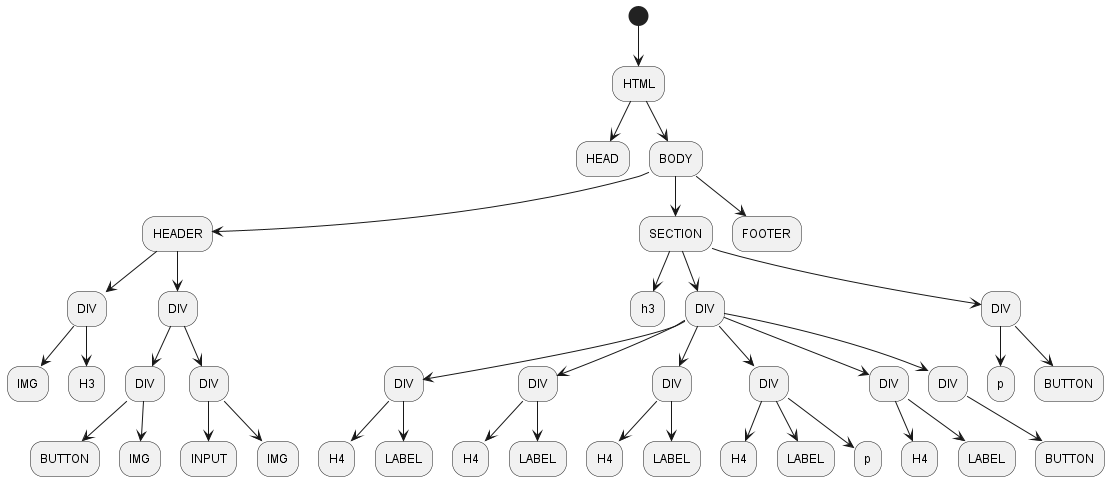 HTML
HEAD
BODY
HEADER
SECTION
FOOTER
DIV
DIV
h3
DIV
DIV
IMG
H3
DIV
DIV
DIV
DIV
DIV
DIV
DIV
DIV
p
BUTTON
BUTTON
IMG
INPUT
IMG
H4
LABEL
H4
LABEL
H4
LABEL
H4
LABEL
p
H4
LABEL
BUTTON